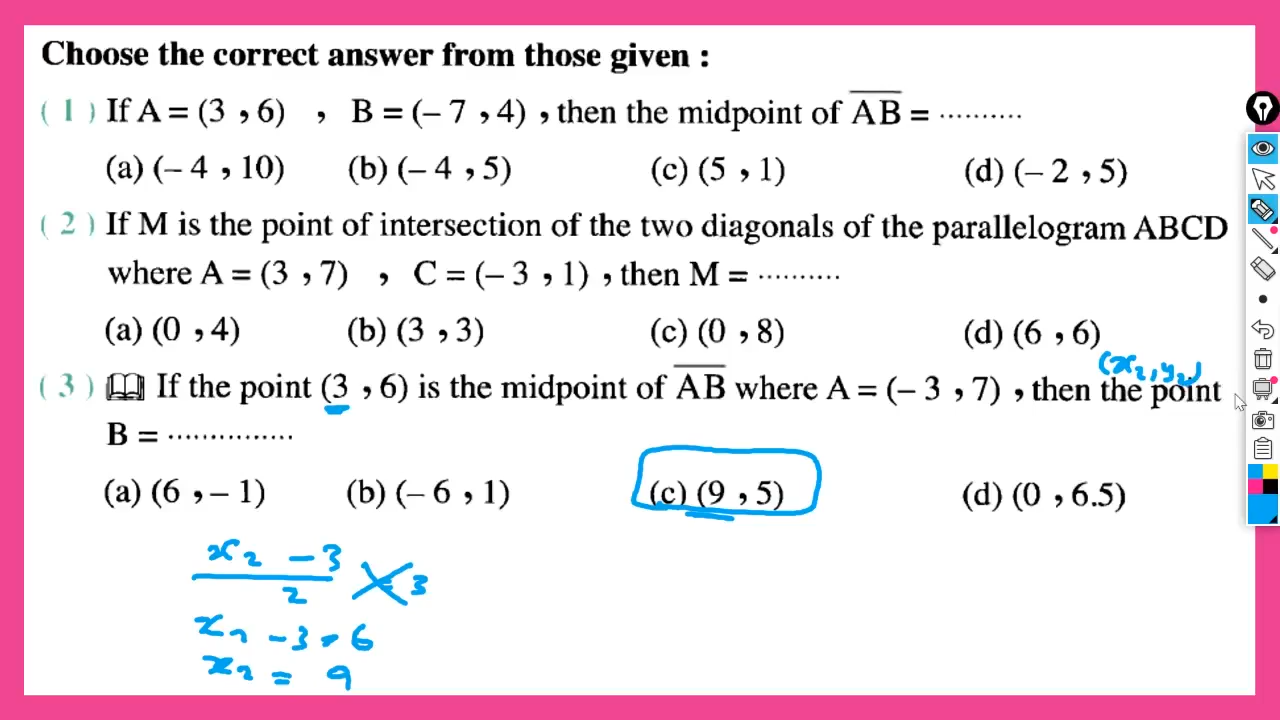 Choose the correct answer from those given :
( 1 ) If A = (3 , 6) , B = (– 7 , 4) , then the midpoint of AB = ··········
(a) (– 4 , 10) (b) (– 4 , 5) (c) (5 , 1) (d) (– 2 , 5)
( 2 ) If M is the point of intersection of the two diagonals of the parallelogram ABCD
where A = (3 , 7) , C = (– 3 , 1) , then M = ··········
(a) (0 , 4) (b) (3 , 3) (c) (0 , 8) (d) (6 , 6)
(x₂, y₂)
( 3 ) If the point (3 , 6) is the midpoint of AB where A = (– 3 , 7) , then the point
B = ···············
(a) (6 , – 1) (b) (– 6 , 1) (c) (9 , 5) (d) (0 , 6.5)
x₂ – 3
2
3
x₂ – 3 = 6
x₂ = 9